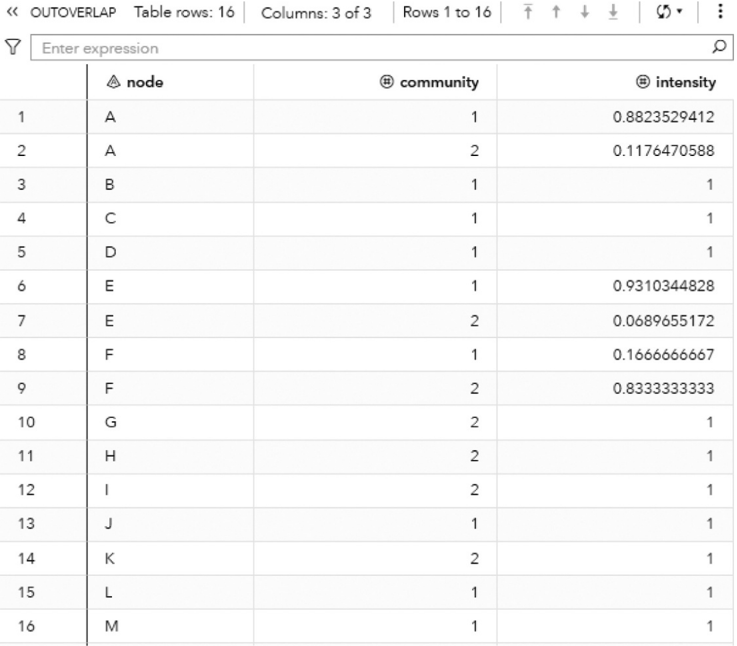 OUTOVERLAP Table rows: 16 Columns: 3 of 3 Rows 1 to 16
Enter expression
node community intensity
1 A 1 0.8823529412
2 A 2 0.1176470588
3 B 1 1
4 C 1 1
5 D 1 1
6 E 1 0.9310344828
7 E 2 0.0689655172
8 F 1 0.1666666667
9 F 2 0.8333333333
10 G 2 1
11 H 2 1
12 I 2 1
13 J 1 1
14 K 2 1
15 L 1 1
16 M 1 1